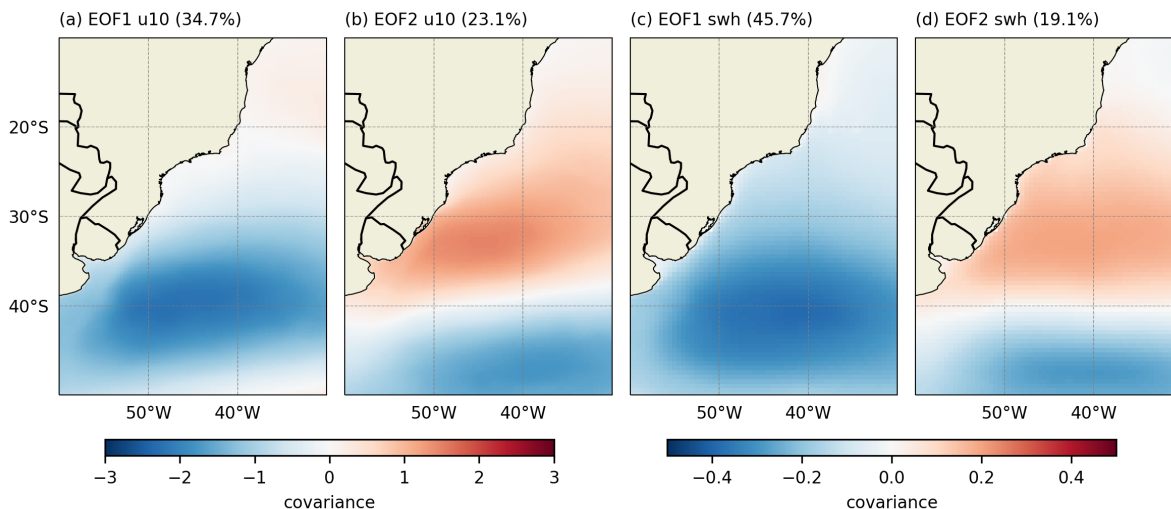 (a) EOF1 u10 (34.7%) (b) EOF2 u10 (23.1%) (c) EOF1 swh (45.7%) (d) EOF2 swh (19.1%)
20°S
30°S
40°S
50°W 40°W 50°W 40°W 50°W 40°W 50°W 40°W
−3 −2 −1 0 1 2 3 −0.4 −0.2 0.0 0.2 0.4
covariance covariance